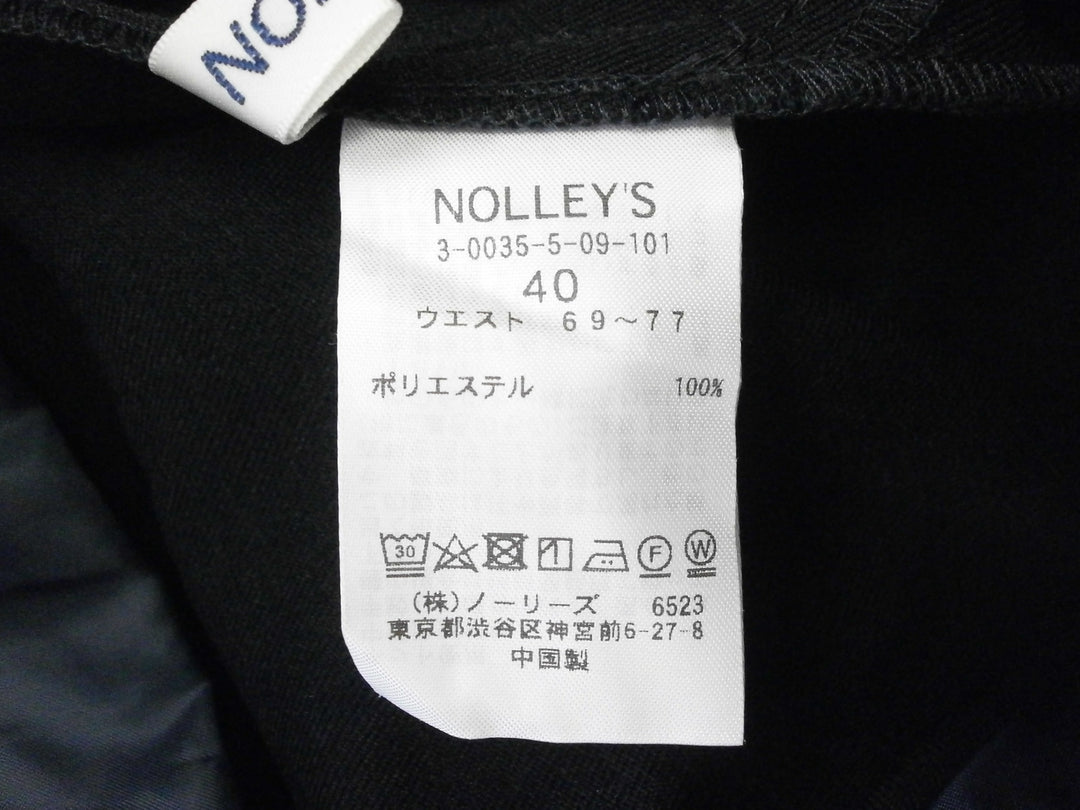 NO
NOLLEY'S
3-0035-5-09-101
40
ウエスト 69〜77
ポリエステル 100%
30 F W
(株)ノーリーズ 6523
東京都渋谷区神宮前6-27-8
中国製